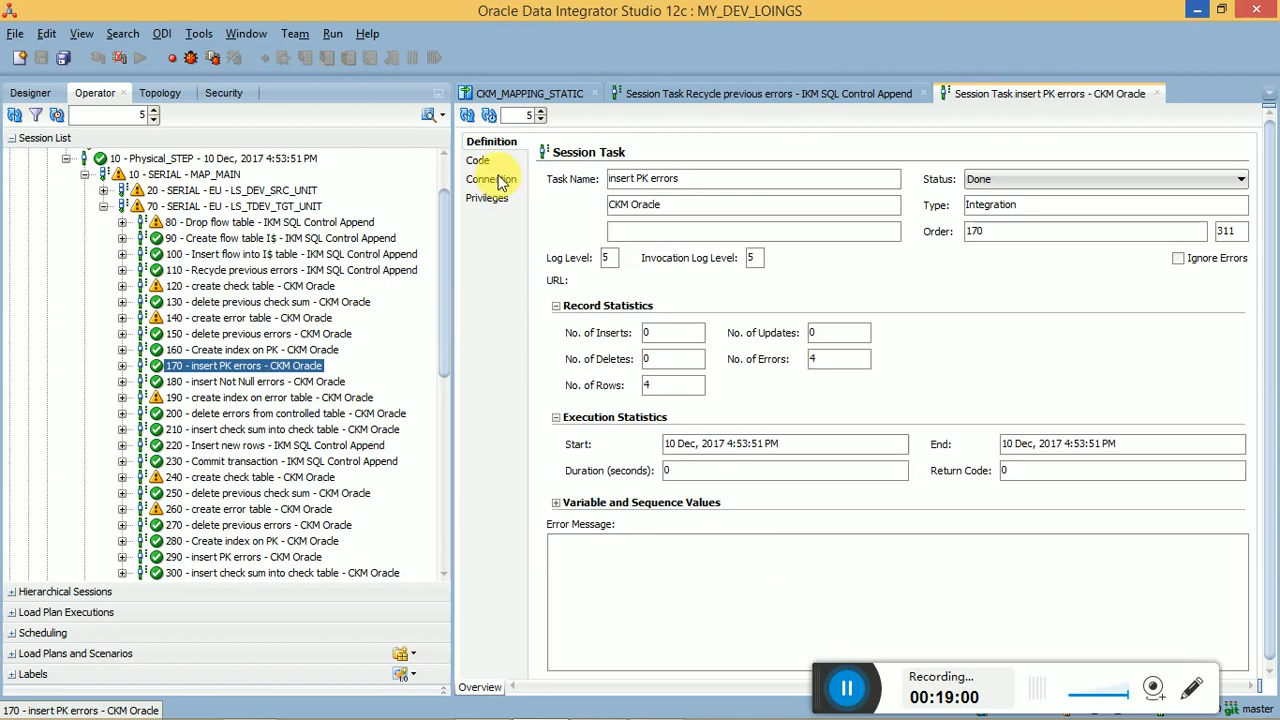 Oracle Data Integrator Studio 12c : MY_DEV_LOINGS
File Edit View Search ODI Tools Window Team Run Help
Designer Operator Topology Security
5
Session List
10 - Physical_STEP - 10 Dec, 2017 4:53:51 PM
10 - SERIAL - MAP_MAIN
20 - SERIAL - EU - LS_DEV_SRC_UNIT
70 - SERIAL - EU - LS_TDEV_TGT_UNIT
80 - Drop flow table - IKM SQL Control Append
90 - Create flow table I$ - IKM SQL Control Append
100 - Insert flow into I$ table - IKM SQL Control Append
110 - Recycle previous errors - IKM SQL Control Append
120 - create check table - CKM Oracle
130 - delete previous check sum - CKM Oracle
140 - create error table - CKM Oracle
150 - delete previous errors - CKM Oracle
160 - Create index on PK - CKM Oracle
170 - insert PK errors - CKM Oracle
180 - insert Not Null errors - CKM Oracle
190 - create index on error table - CKM Oracle
200 - delete errors from controlled table - CKM Oracle
210 - insert check sum into check table - CKM Oracle
220 - Insert new rows - IKM SQL Control Append
230 - Commit transaction - IKM SQL Control Append
240 - create check table - CKM Oracle
250 - delete previous check sum - CKM Oracle
260 - create error table - CKM Oracle
270 - delete previous errors - CKM Oracle
280 - Create index on PK - CKM Oracle
290 - insert PK errors - CKM Oracle
300 - insert check sum into check table - CKM Oracle
Hierarchical Sessions
Load Plan Executions
Scheduling
Load Plans and Scenarios
Labels
170 - insert PK errors - CKM Oracle
CKM_MAPPING_STATIC Session Task Recycle previous errors - IKM SQL Control Append Session Task insert PK errors - CKM Oracle
5
Definition
Code
Connection
Privileges
Session Task
Task Name: insert PK errors Status: Done
CKM Oracle Type: Integration
Order: 170 311
Log Level: 5 Invocation Log Level: 5 Ignore Errors
URL:
Record Statistics
No. of Inserts: 0 No. of Updates: 0
No. of Deletes: 0 No. of Errors: 4
No. of Rows: 4
Execution Statistics
Start: 10 Dec, 2017 4:53:51 PM End: 10 Dec, 2017 4:53:51 PM
Duration (seconds): 0 Return Code: 0
Variable and Sequence Values
Error Message:
Overview
Recording...
00:19:00
git master